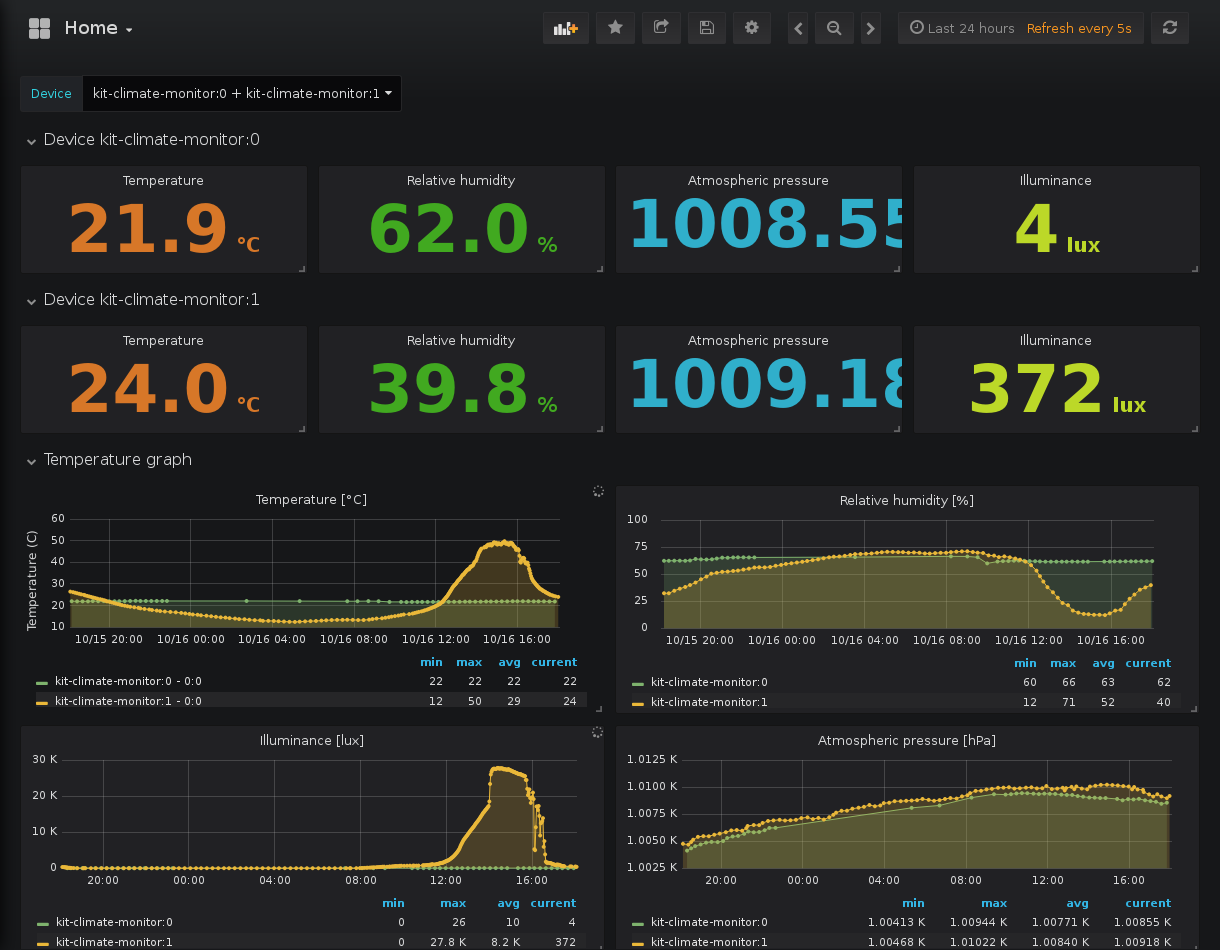 Home
Last 24 hours Refresh every 5s
Device kit-climate-monitor:0 + kit-climate-monitor:1
Device kit-climate-monitor:0
Temperature Relative humidity Atmospheric pressure Illuminance
21.9 °C 62.0 % 1008.55 4 lux
Device kit-climate-monitor:1
Temperature Relative humidity Atmospheric pressure Illuminance
24.0 °C 39.8 % 1009.18 372 lux
Temperature graph
Temperature [°C]
Temperature (C)
60
50
40
30
20
10
10/15 20:00 10/16 00:00 10/16 04:00 10/16 08:00 10/16 12:00 10/16 16:00
min max avg current
kit-climate-monitor:0 - 0:0 22 22 22 22
kit-climate-monitor:1 - 0:0 12 50 29 24
Relative humidity [%]
100
75
50
25
0
10/15 20:00 10/16 00:00 10/16 04:00 10/16 08:00 10/16 12:00 10/16 16:00
min max avg current
kit-climate-monitor:0 60 66 63 62
kit-climate-monitor:1 12 71 52 40
Illuminance [lux]
30 K
20 K
10 K
0
20:00 00:00 04:00 08:00 12:00 16:00
min max avg current
kit-climate-monitor:0 0 26 10 4
kit-climate-monitor:1 0 27.8 K 8.2 K 372
Atmospheric pressure [hPa]
1.0125 K
1.0100 K
1.0075 K
1.0050 K
1.0025 K
20:00 00:00 04:00 08:00 12:00 16:00
min max avg current
kit-climate-monitor:0 1.00413 K 1.00944 K 1.00771 K 1.00855 K
kit-climate-monitor:1 1.00468 K 1.01022 K 1.00840 K 1.00918 K